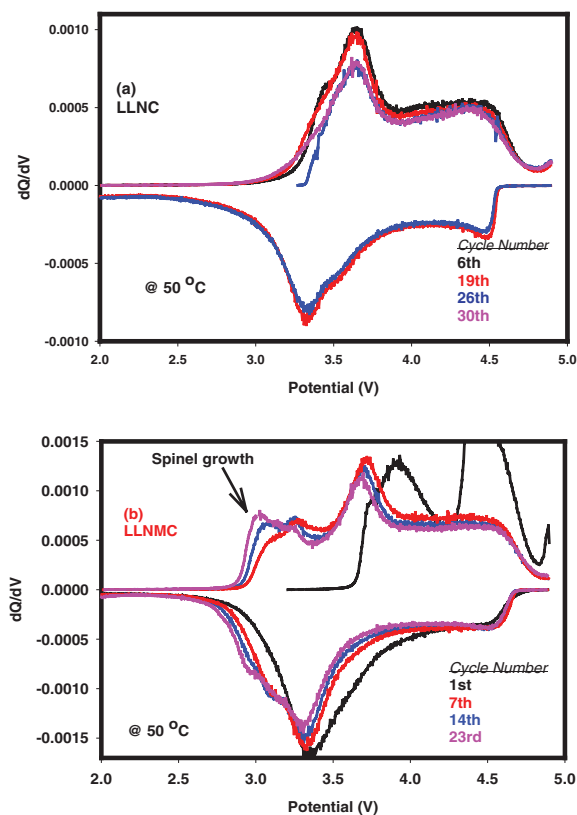 0.0010
(a)
LLNC
0.0005
dQ/dV
0.0000
-0.0005
Cycle Number
6th
19th
26th
30th
@ 50 °C
-0.0010
2.0 2.5 3.0 3.5 4.0 4.5 5.0
Potential (V)
0.0015
Spinel growth
0.0010
(b)
LLNMC
0.0005
dQ/dV
0.0000
-0.0005
Cycle Number
1st
7th
14th
23rd
-0.0010
@ 50 °C
-0.0015
2.0 2.5 3.0 3.5 4.0 4.5 5.0
Potential (V)